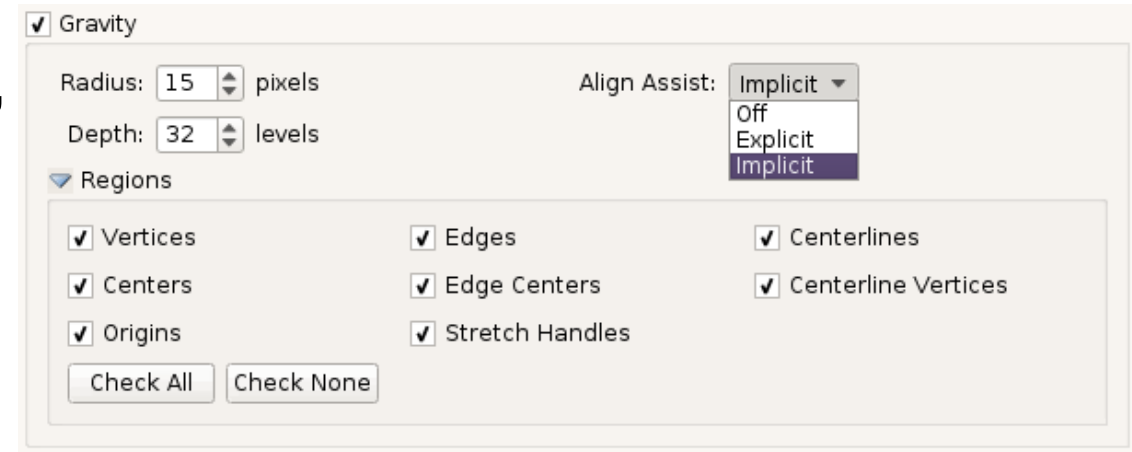 Gravity
Radius: 15 pixels Align Assist: Implicit
Off
Depth: 32 levels Explicit
Implicit
Regions
Vertices Edges Centerlines
Centers Edge Centers Centerline Vertices
Origins Stretch Handles
Check All Check None